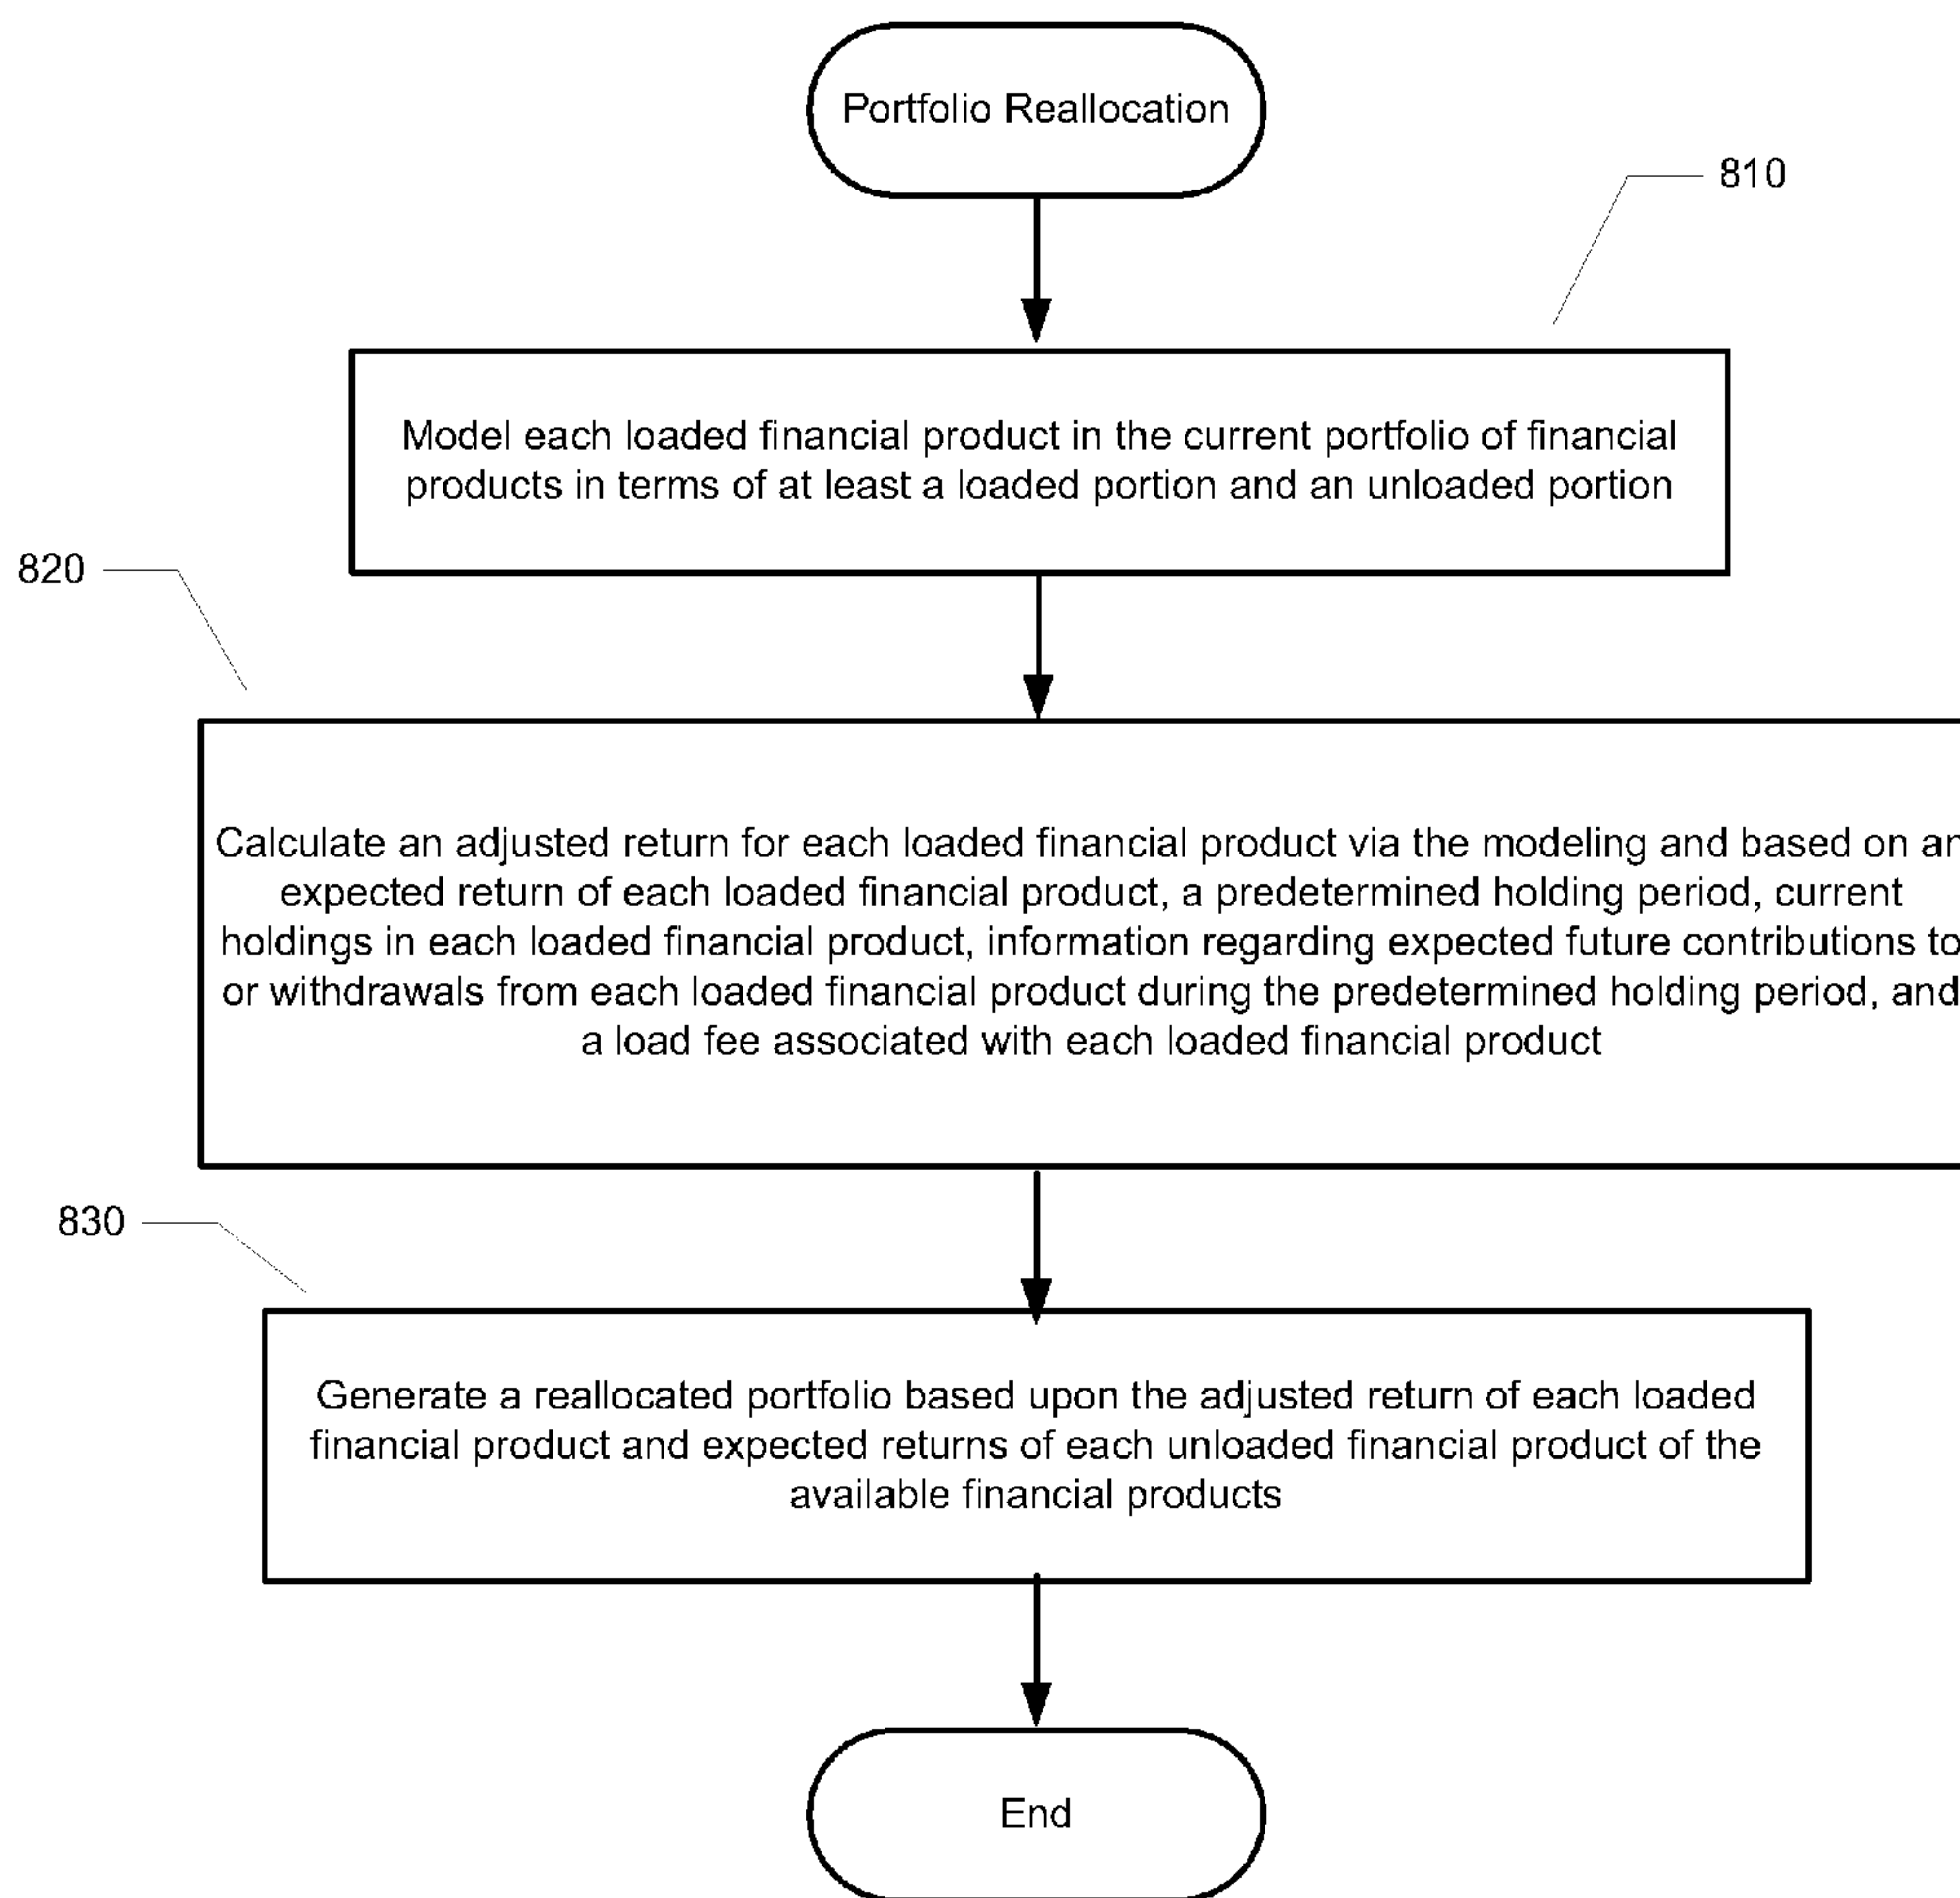 Portfolio Reallocation
810
Model each loaded financial product in the current portfolio of financial
products in terms of at least a loaded portion and an unloaded portion
820
Calculate an adjusted return for each loaded financial product via the modeling and based on an
expected return of each loaded financial product, a predetermined holding period, current
holdings in each loaded financial product, information regarding expected future contributions to
or withdrawals from each loaded financial product during the predetermined holding period, and
a load fee associated with each loaded financial product
830
Generate a reallocated portfolio based upon the adjusted return of each loaded
financial product and expected returns of each unloaded financial product of the
available financial products
End